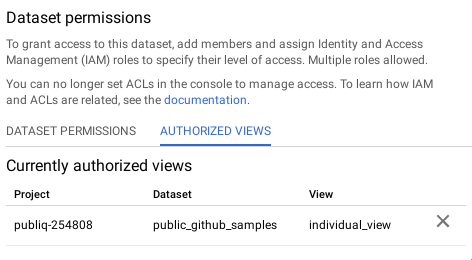 Dataset permissions
To grant access to this dataset, add members and assign Identity and Access
Management (IAM) roles to specify their level of access. Multiple roles allowed.
You can no longer set ACLs in the console to manage access. To learn how IAM
and ACLs are related, see the documentation.
DATASET PERMISSIONS AUTHORIZED VIEWS
Currently authorized views
Project Dataset View
publiq-254808 public_github_samples individual_view